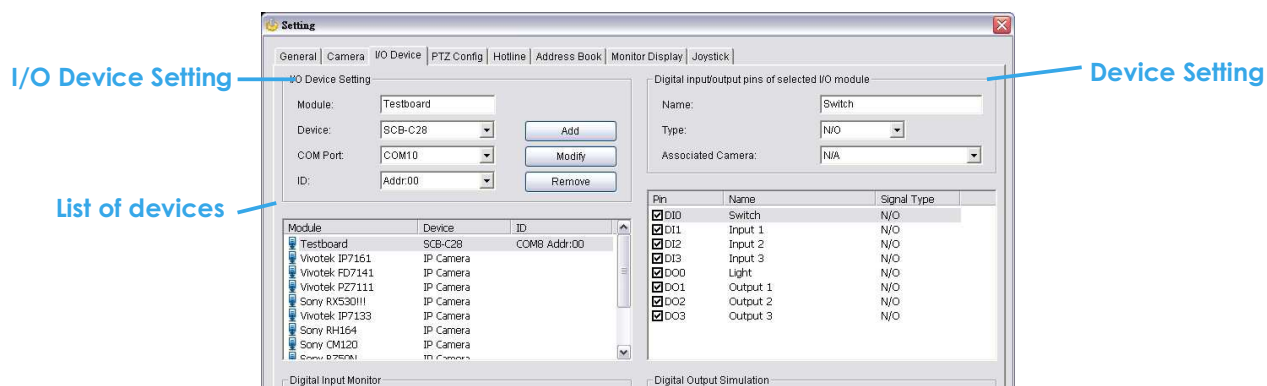 Setting
General Camera I/O Device PTZ Config Hotline Address Book Monitor Display Joystick
I/O Device Setting
I/O Device Setting
Module: Testboard
Device: SCB-C28 Add
COM Port: COM10 Modify
ID: Addr:00 Remove
Digital input/output pins of selected I/O module
Device Setting
Name: Switch
Type: N/O
Associated Camera: N/A
List of devices
Module Device ID
Testboard SCB-C28 COM8 Addr:00
Vivotek IP7161 IP Camera
Vivotek FD7141 IP Camera
Vivotek PZ7111 IP Camera
Sony RX530!!! IP Camera
Vivotek IP7133 IP Camera
Sony RH164 IP Camera
Sony CM120 IP Camera
Sony RZ50N IP Camera
Pin Name Signal Type
DI0 Switch N/O
DI1 Input 1 N/O
DI2 Input 2 N/O
DI3 Input 3 N/O
DO0 Light N/O
DO1 Output 1 N/O
DO2 Output 2 N/O
DO3 Output 3 N/O
Digital Input Monitor
Digital Output Simulation